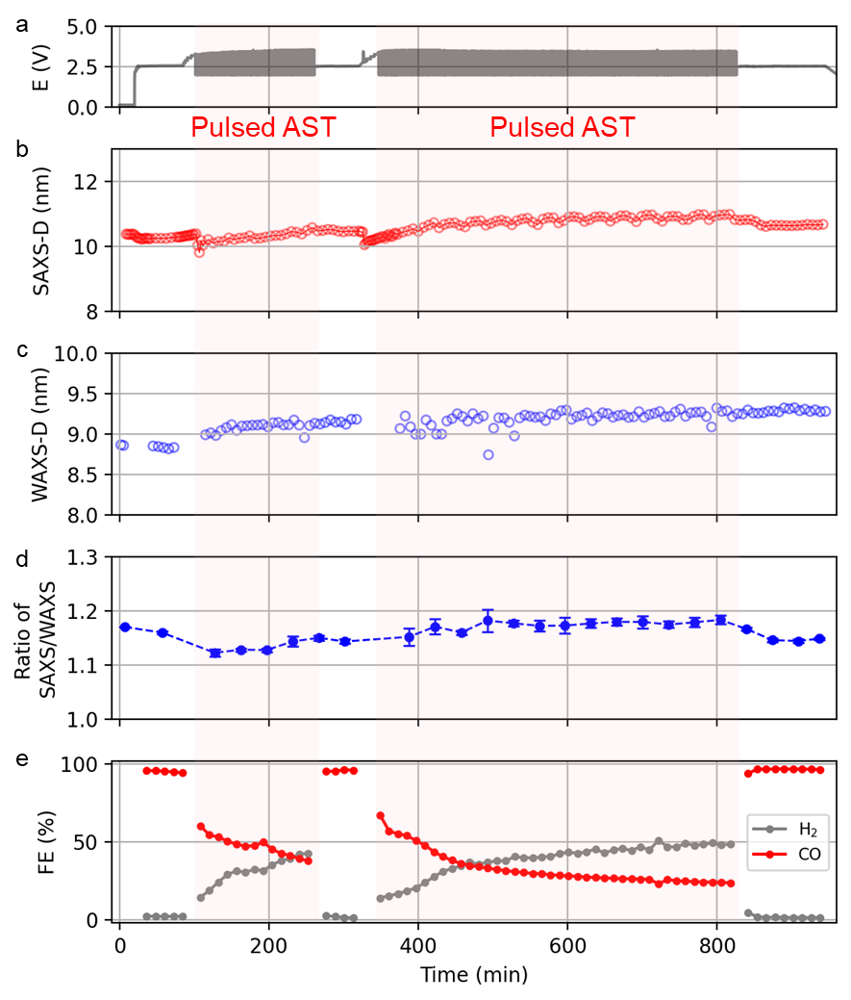 a
E (V)
5.0
2.5
0.0
Pulsed AST
Pulsed AST
b
SAXS-D (nm)
12
10
8
c
WAXS-D (nm)
10.0
9.5
9.0
8.5
8.0
d
Ratio of
SAXS/WAXS
1.3
1.2
1.1
1.0
e
FE (%)
100
50
0
H₂
CO
0 200 400 600 800
Time (min)